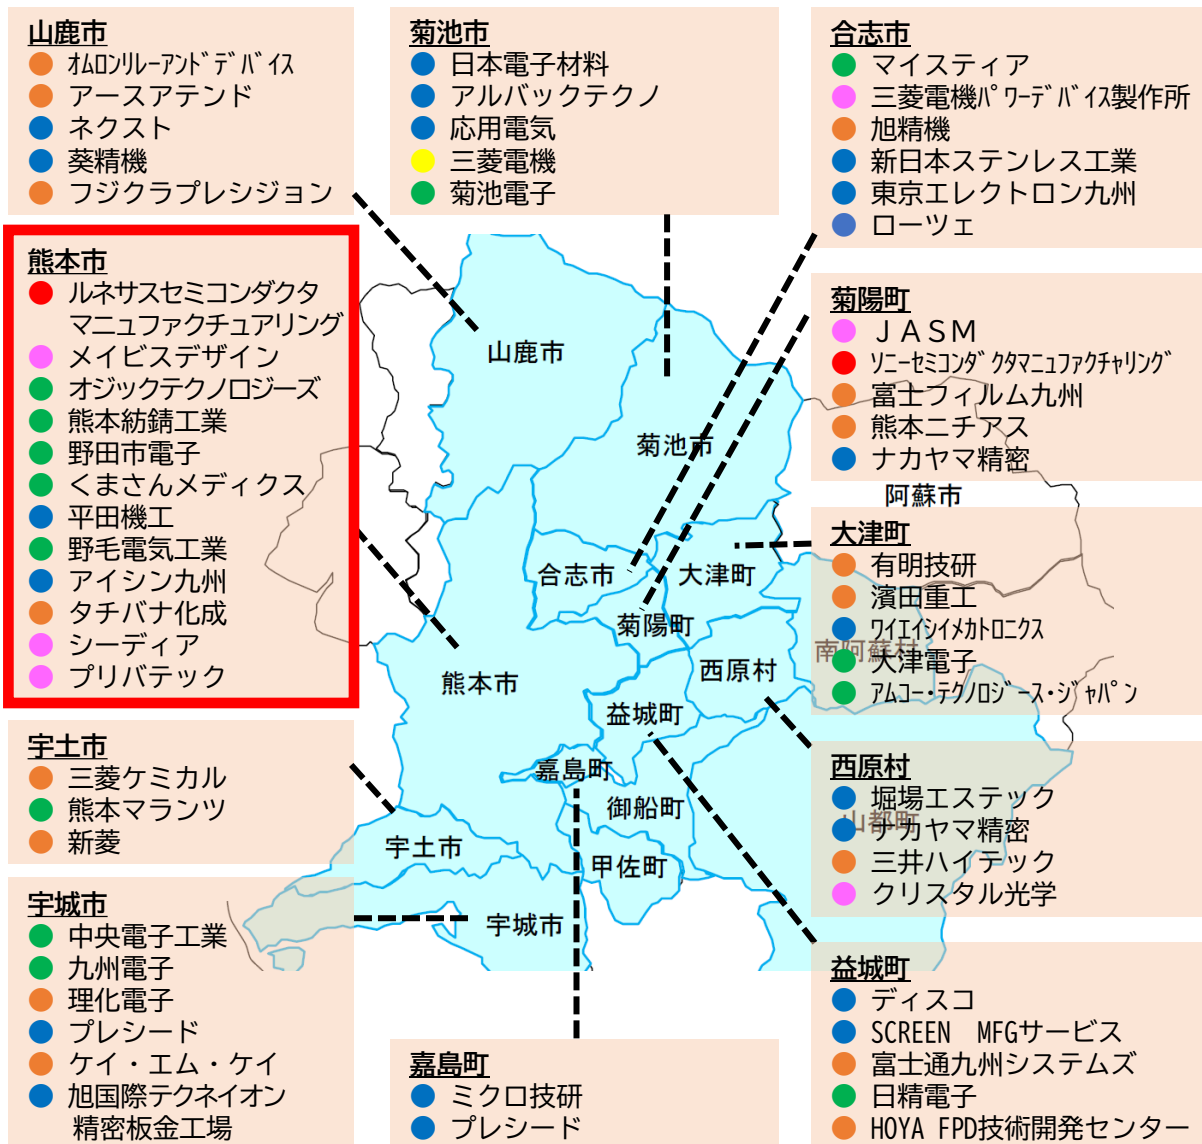 山鹿市
オムロンリレーアンドデバイス
アースアテンド
ネクスト
葵精機
フジクラプレシジョン
菊池市
日本電子材料
アルバックテクノ
応用電気
三菱電機
菊池電子
合志市
マイスティア
三菱電機パワーデバイス製作所
旭精機
新日本ステンレス工業
東京エレクトロン九州
ローツェ
熊本市
ルネサスセミコンダクタ
マニュファクチュアリング
メイビスデザイン
オジックテクノロジーズ
熊本紡錆工業
野田市電子
くまさんメディクス
平田機工
野毛電気工業
アイシン九州
タチバナ化成
シーディア
プリバテック
菊陽町
JASM
ソニーセミコンダクタマニュファクチャリング
富士フィルム九州
熊本ニチアス
ナカヤマ精密
大津町
有明技研
濱田重工
ワイエイシイメカトロニクス
大津電子
アムコー・テクノロジース・ジャパン
宇土市
三菱ケミカル
熊本マランツ
新菱
西原村
堀場エステック
ナカヤマ精密
三井ハイテック
クリスタル光学
宇城市
中央電子工業
九州電子
理化電子
プレシード
ケイ・エム・ケイ
旭国際テクネイオン
精密板金工場
嘉島町
ミクロ技研
プレシード
益城町
ディスコ
SCREEN MFGサービス
富士通九州システムズ
日精電子
HOYA FPD技術開発センター
山鹿市
菊池市
阿蘇市
合志市
大津町
菊陽町
南阿蘇村
西原村
熊本市
益城町
嘉島町
御船町
山都町
宇土市
甲佐町
宇城市